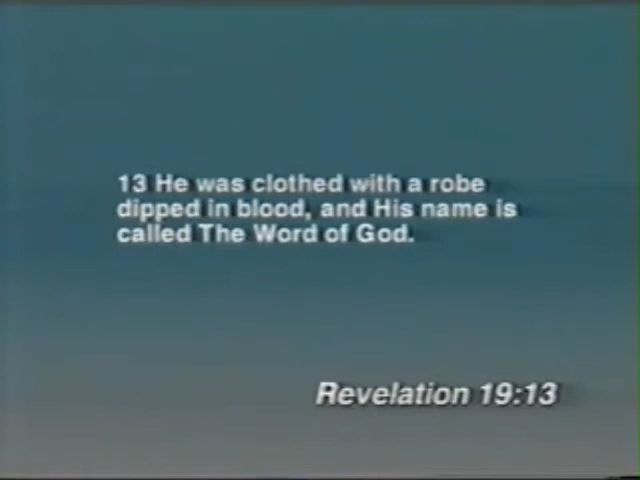 13 He was clothed with a robe
dipped in blood, and His name is
called The Word of God.
Revelation 19:13